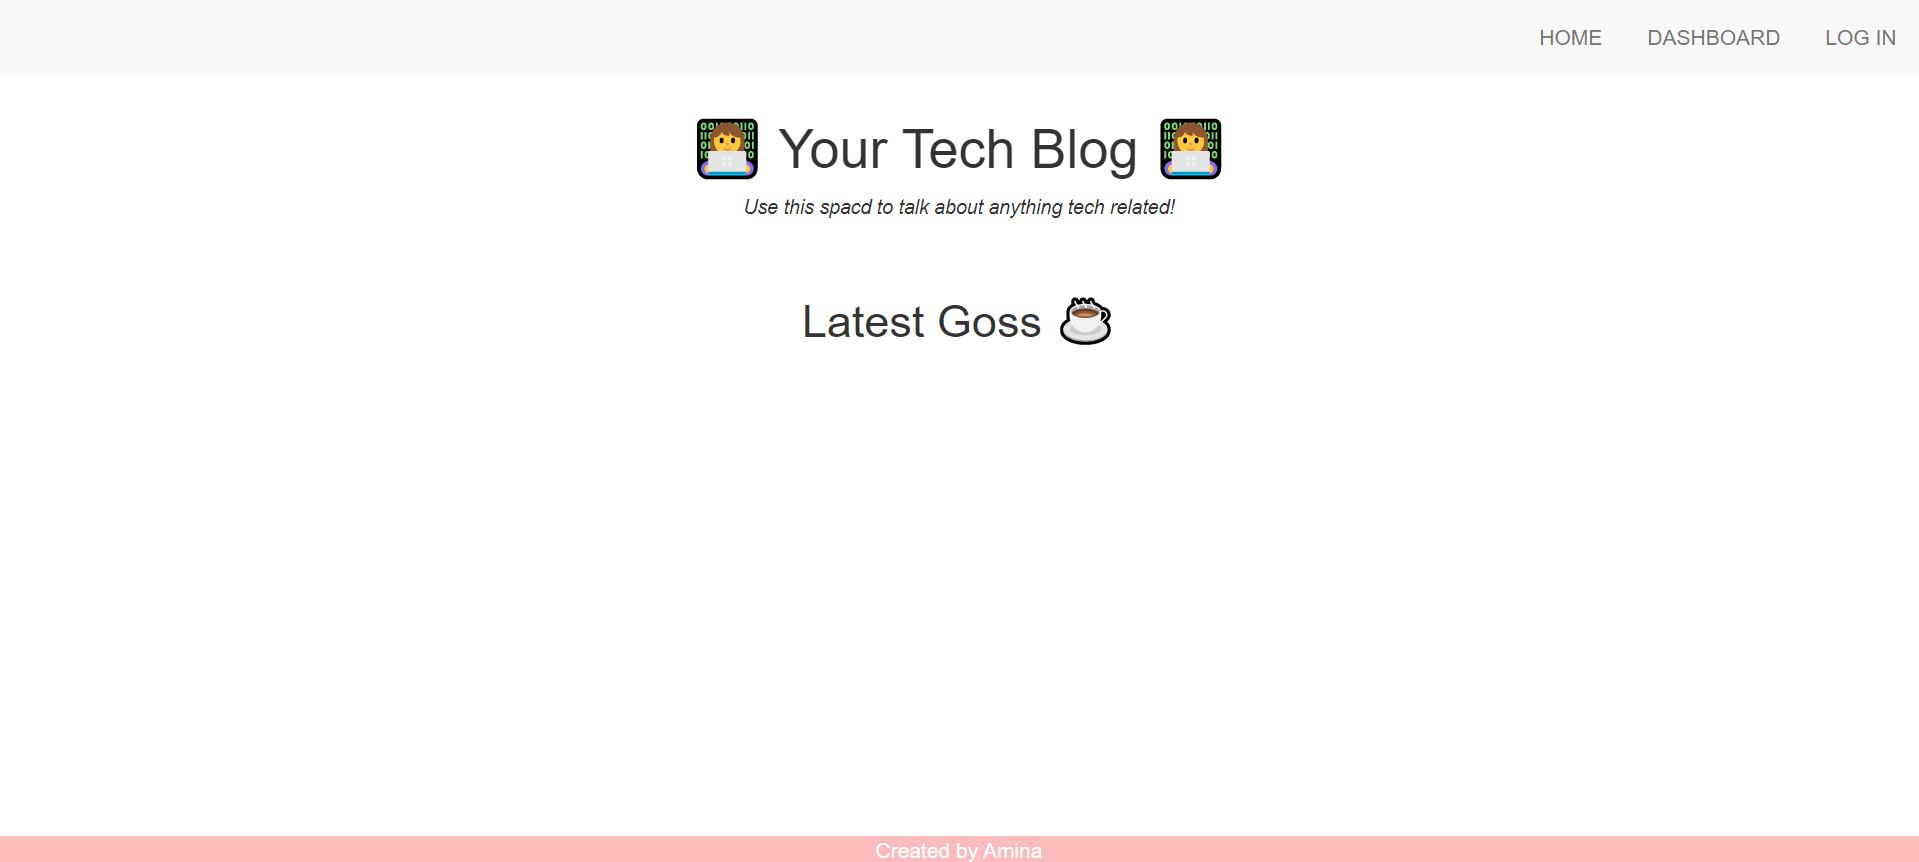 HOME DASHBOARD LOG IN
Your Tech Blog
Use this spacd to talk about anything tech related!
Latest Goss
Created by Amina